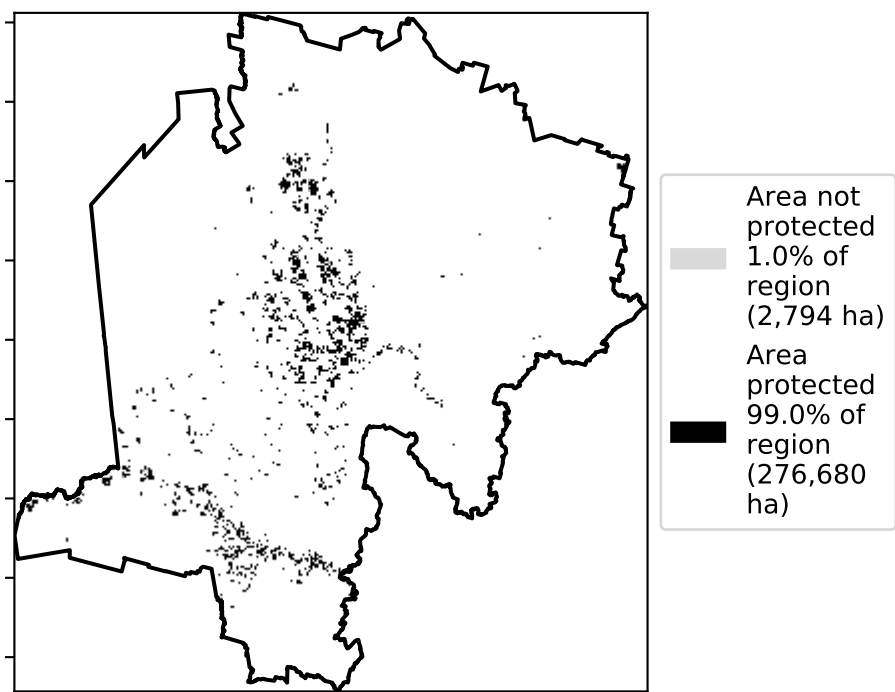 Area not
protected
1.0% of
region
(2,794 ha)
Area
protected
99.0% of
region
(276,680
ha)